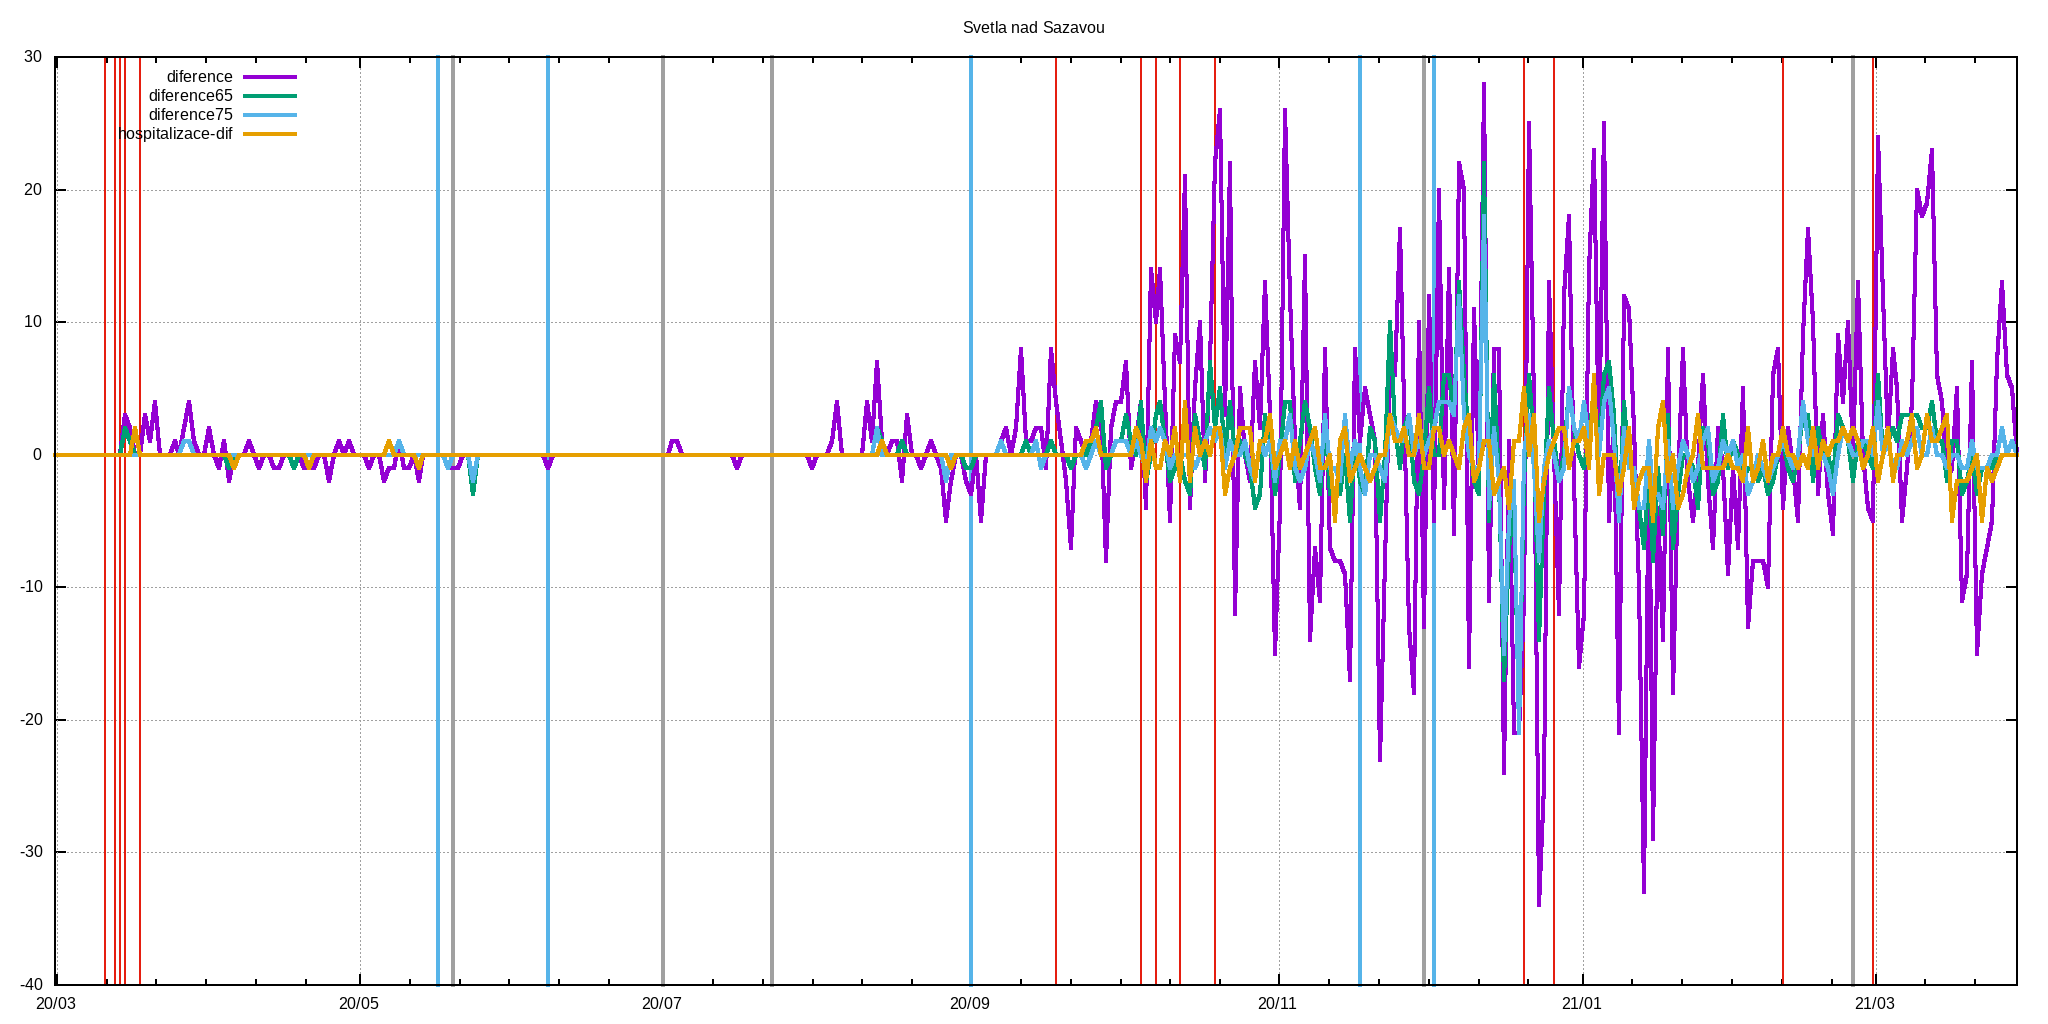 Svetla nad Sazavou
30
20
10
0
-10
-20
-30
-40
diference
diference65
diference75
hospitalizace-dif
20/03 20/05 20/07 20/09 20/11 21/01 21/03